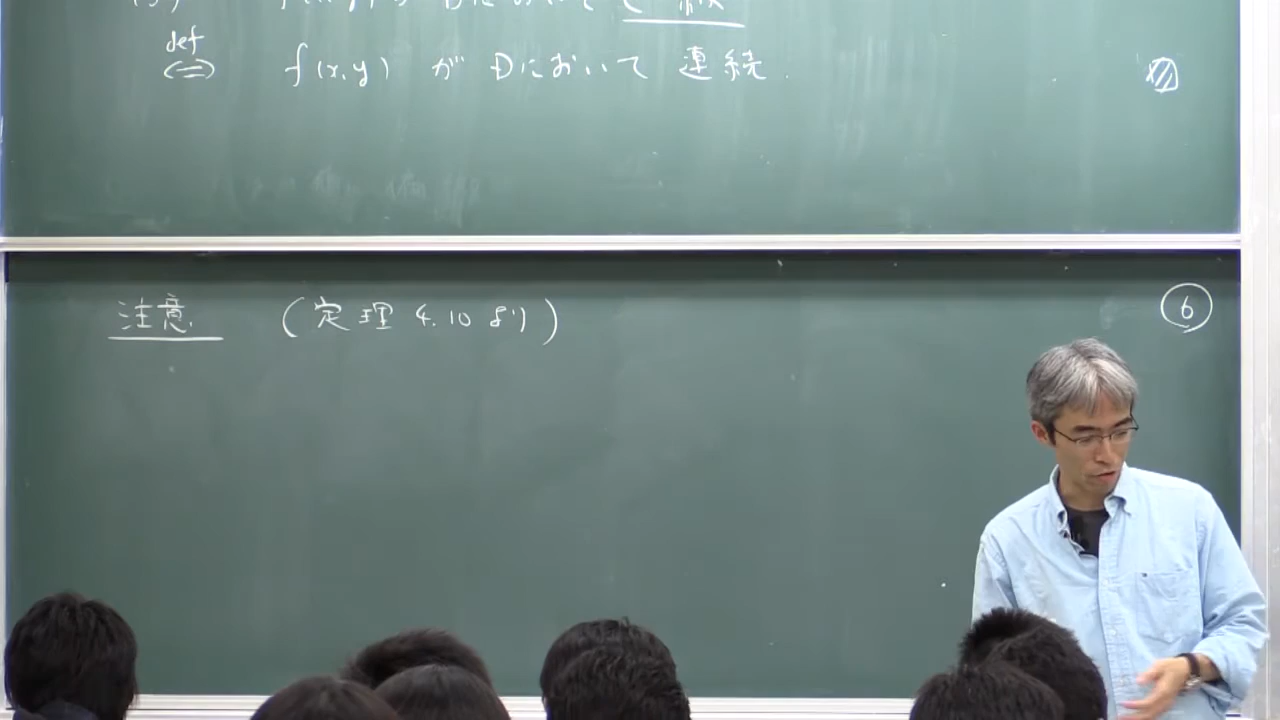 def
⟺ f(x,y) が Dにおいて 連続.
注意. (定理 4.10 より)
6